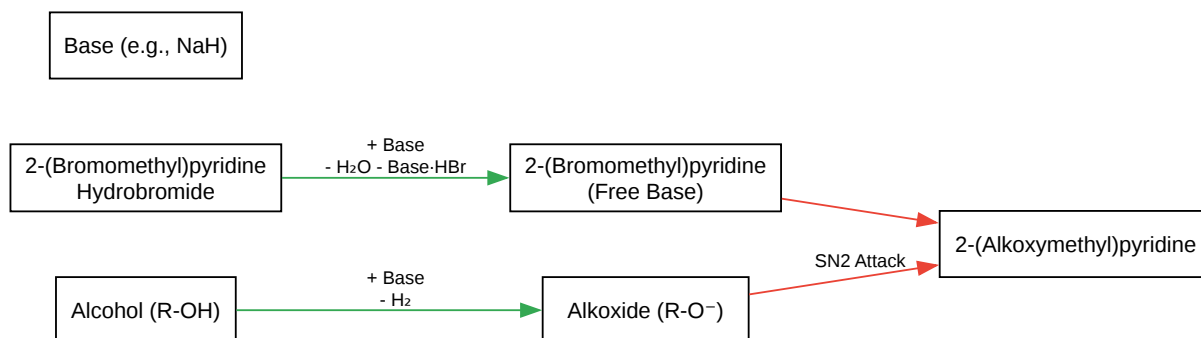 Base (e.g., NaH)
2-(Bromomethyl)pyridine
Hydrobromide
+ Base
- H₂O - Base·HBr
2-(Bromomethyl)pyridine
(Free Base)
2-(Alkoxymethyl)pyridine
SN2 Attack
Alcohol (R-OH)
+ Base
- H₂
Alkoxide (R-O⁻)